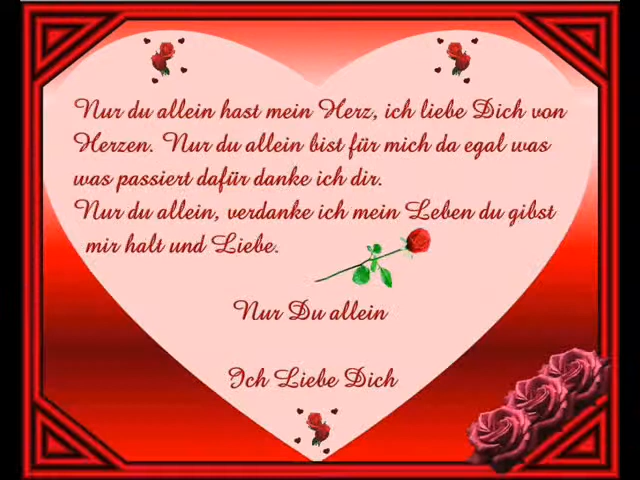 Nur du allein hast mein Herz, ich liebe Dich von
Herzen. Nur du allein bist für mich da egal was
was passiert dafür danke ich dir.
Nur du allein, verdanke ich mein Leben du gibst
mir halt und Liebe.
Nur Du allein
Ich Liebe Dich